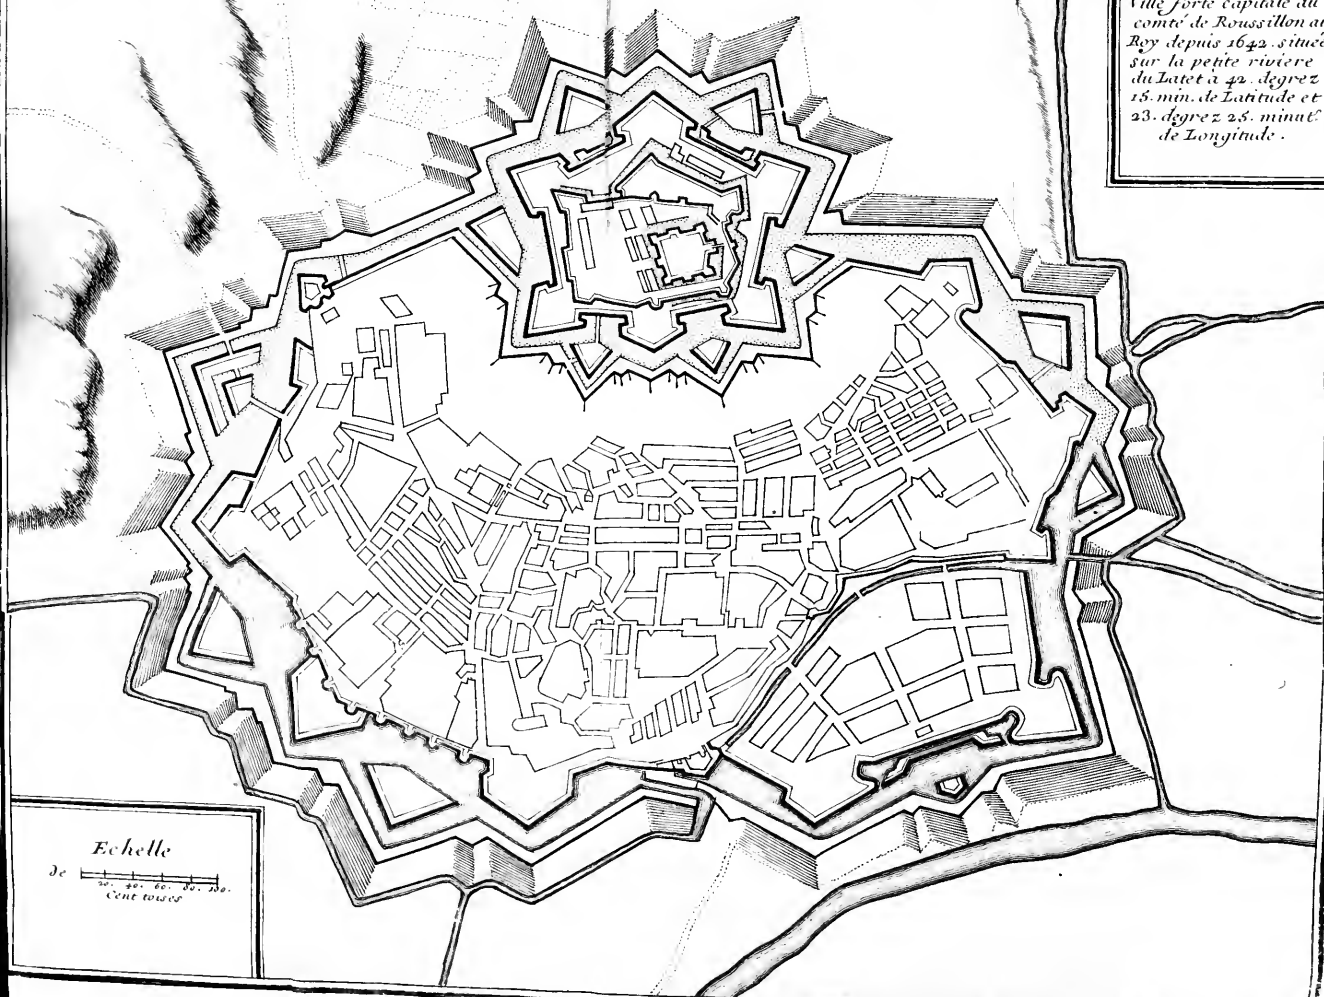 Ville forte capitale du
comté de Roussillon au
Roy depuis 1642. située
sur la petite riviere
du Latet à 42. degrez
15. min. de Latitude et
23. degrez 25. minut.
de Longitude.
Echelle
de
20. 40. 60. 80. 100.
Cent toises